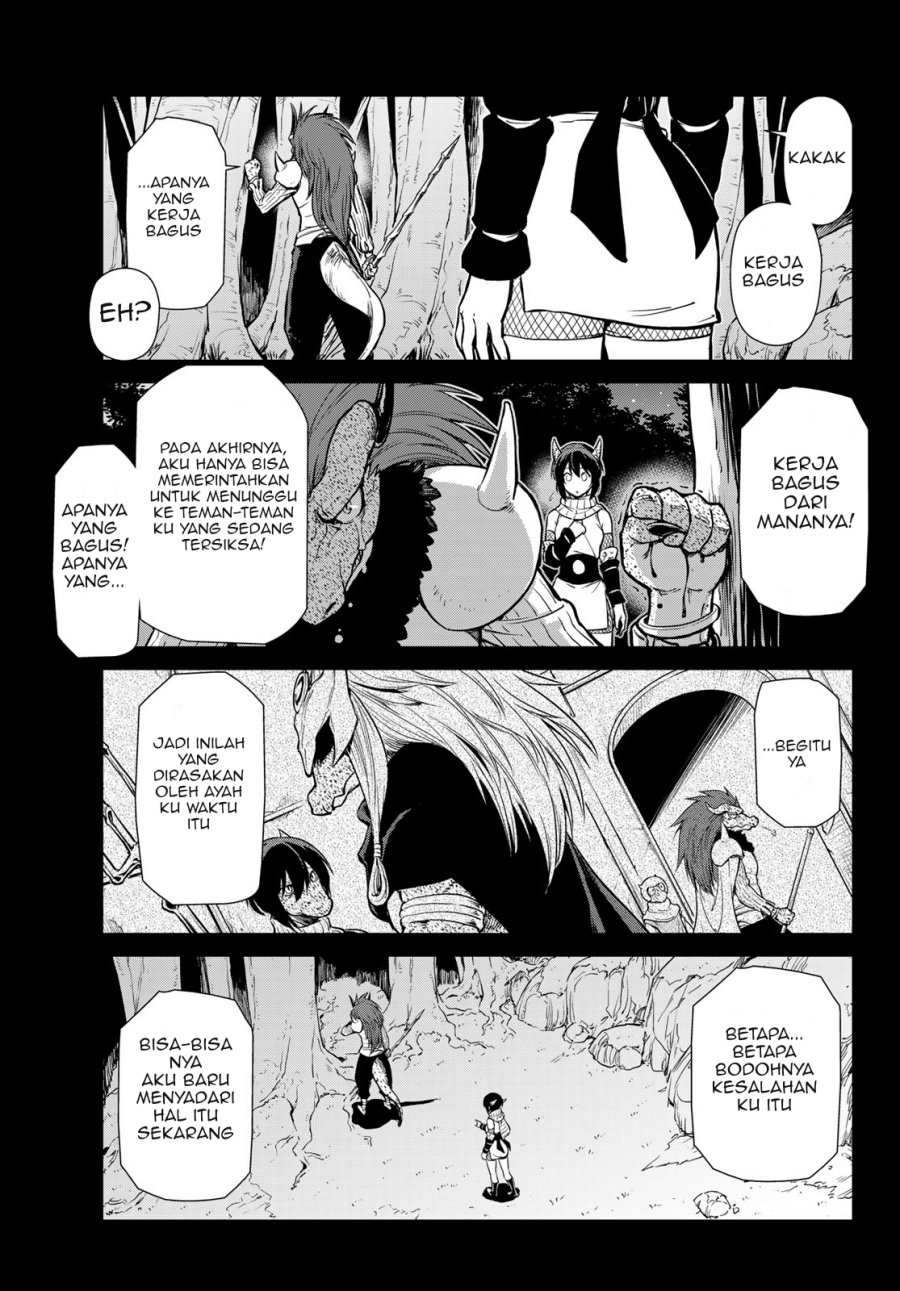 KAKAK
KERJA
BAGUS
...APANYA
YANG
KERJA
BAGUS
EH?
KERJA
BAGUS
DARI
MANANYA!
PADA AKHIRNYA,
AKU HANYA BISA
MEMERINTAHKAN
UNTUK MENUNGGU
KE TEMAN-TEMAN
KU YANG SEDANG
TERSIKSA!
APANYA
YANG
BAGUS!
APANYA
YANG...
...BEGITU
YA
JADI INILAH
YANG
DIRASAKAN
OLEH AYAH
KU WAKTU
ITU
BETAPA...
BETAPA
BODOHNYA
KESALAHAN
KU ITU
BISA-BISA
NYA
AKU BARU
MENYADARI
HAL ITU
SEKARANG